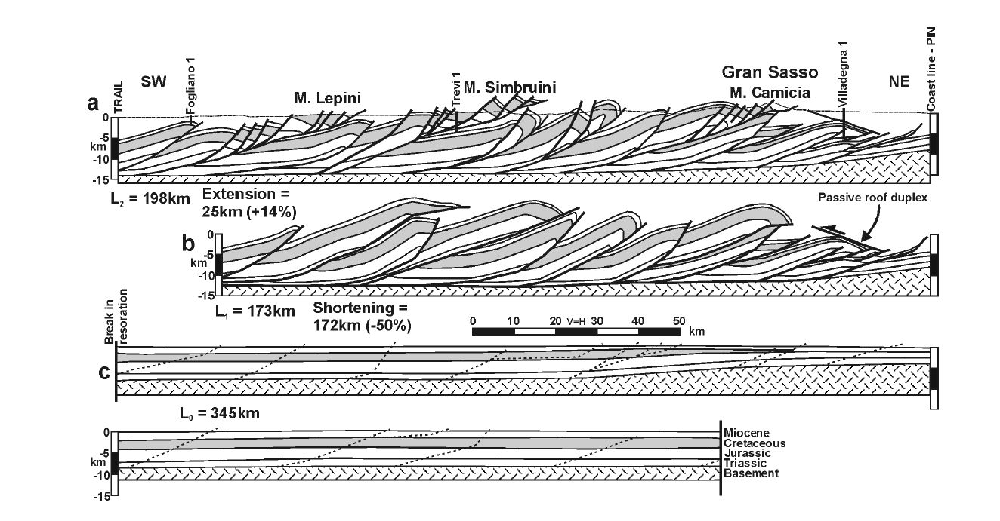 a
TRAIL
SW
Fogliano 1
M. Lepini
Trevi 1
M. Simbruini
Gran Sasso
M. Camicia
Villadegna 1
NE
Coast line - PIN
0
-5
km
-10
-15
L2 = 198km
Extension =
25km (+14%)
Passive roof duplex
b
0
-5
km
-10
-15
L1 = 173km
Shortening =
172km (-50%)
0 10 20 V=H 30 40 50
km
Break in
resoration
c
L0 = 345km
0
-5
km
-10
-15
Miocene
Cretaceous
Jurassic
Triassic
Basement